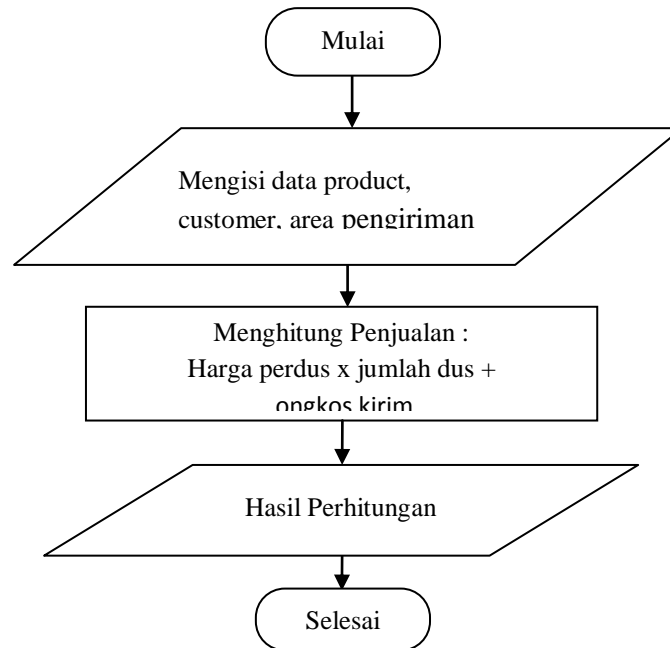 Mulai
Mengisi data product,
customer, area pengiriman
Menghitung Penjualan :
Harga perdus x jumlah dus +
ongkos kirim
Hasil Perhitungan
Selesai